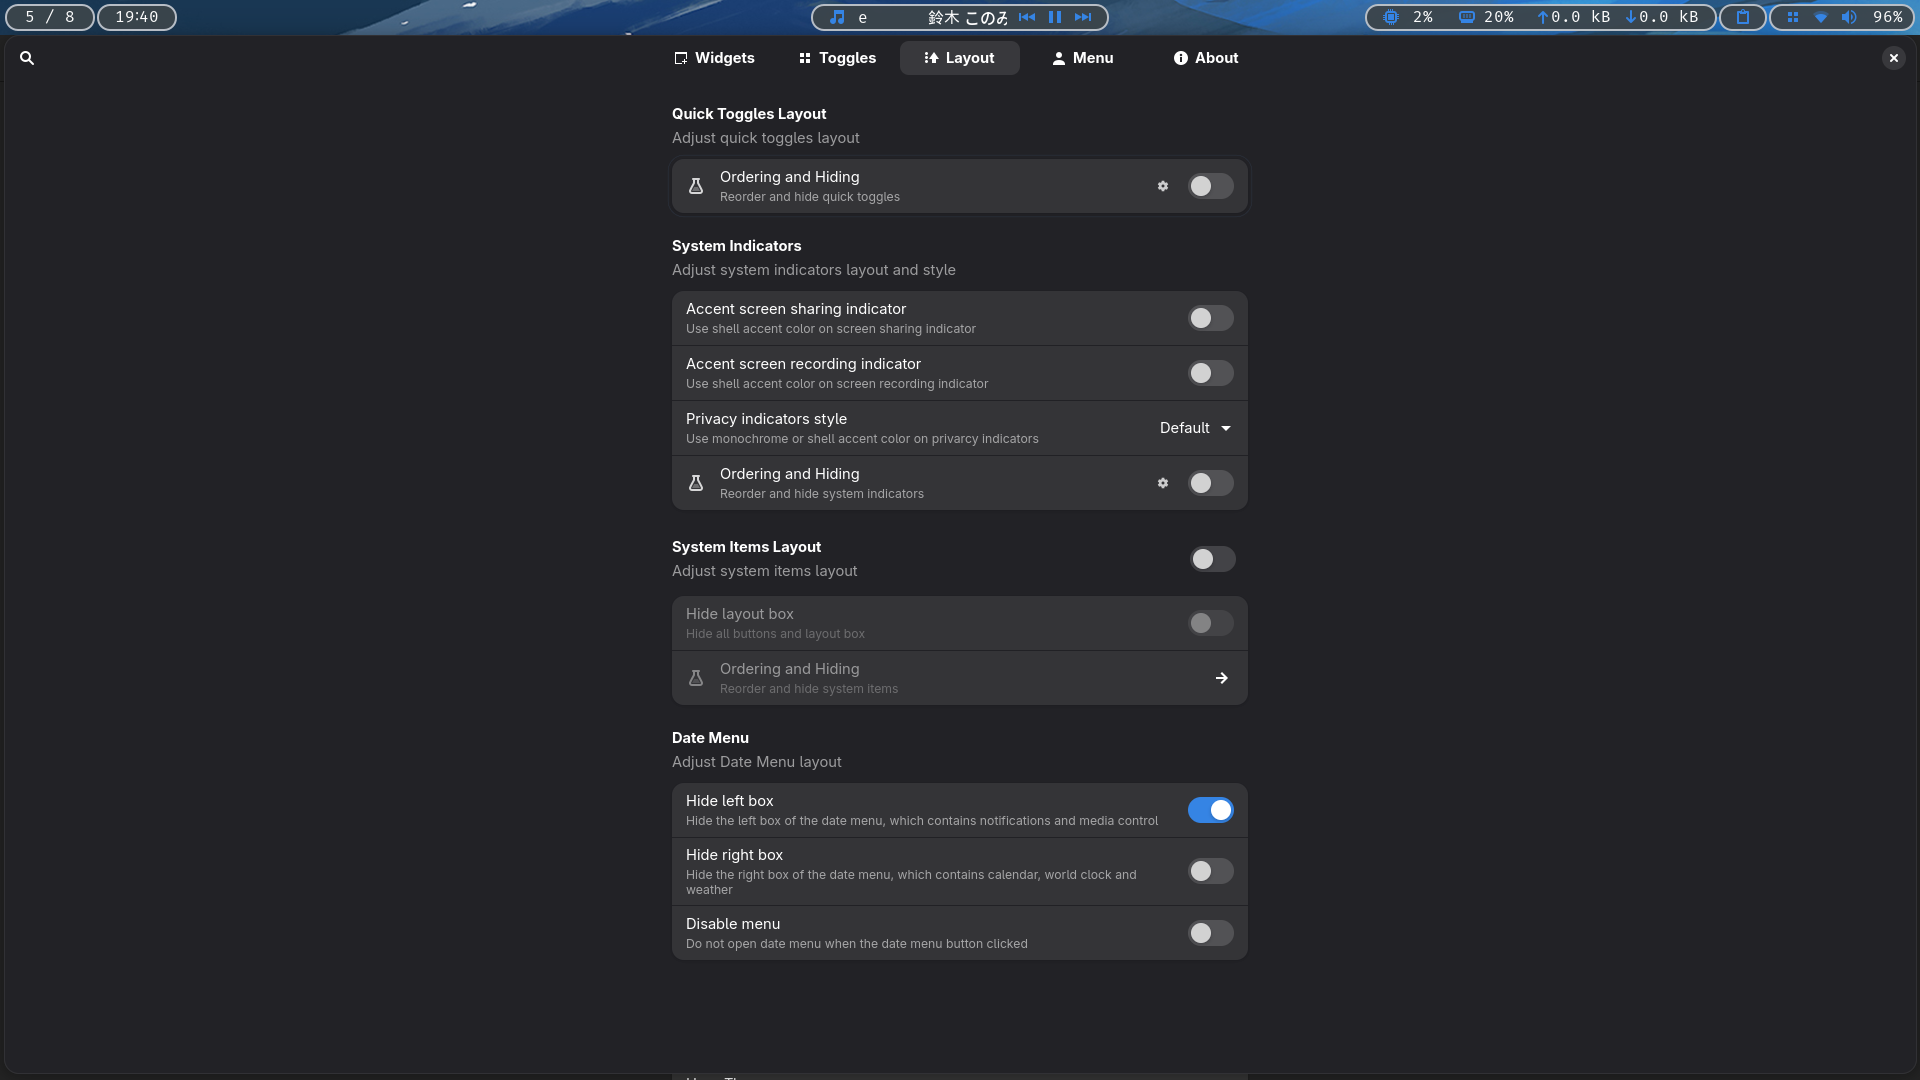 5 / 8
19:40
e 鈴木 このみ
2%
20%
0.0 kB
0.0 kB
96%
Widgets
Toggles
Layout
Menu
About
Quick Toggles Layout
Adjust quick toggles layout
Ordering and Hiding
Reorder and hide quick toggles
System Indicators
Adjust system indicators layout and style
Accent screen sharing indicator
Use shell accent color on screen sharing indicator
Accent screen recording indicator
Use shell accent color on screen recording indicator
Privacy indicators style
Use monochrome or shell accent color on privarcy indicators
Default
Ordering and Hiding
Reorder and hide system indicators
System Items Layout
Adjust system items layout
Hide layout box
Hide all buttons and layout box
Ordering and Hiding
Reorder and hide system items
Date Menu
Adjust Date Menu layout
Hide left box
Hide the left box of the date menu, which contains notifications and media control
Hide right box
Hide the right box of the date menu, which contains calendar, world clock and
weather
Disable menu
Do not open date menu when the date menu button clicked